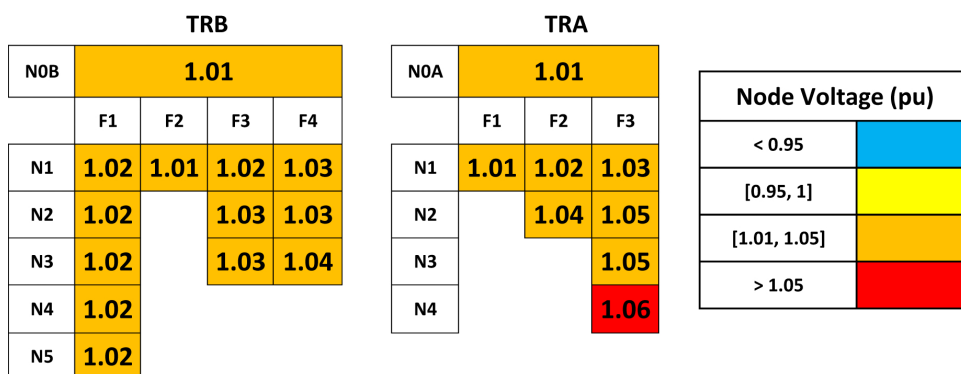 TRB
N0B 1.01
F1 F2 F3 F4
N1 1.02 1.01 1.02 1.03
N2 1.02 1.03 1.03
N3 1.02 1.03 1.04
N4 1.02
N5 1.02
TRA
N0A 1.01
F1 F2 F3
N1 1.01 1.02 1.03
N2 1.04 1.05
N3 1.05
N4 1.06
Node Voltage (pu)
< 0.95
[0.95, 1]
[1.01, 1.05]
> 1.05